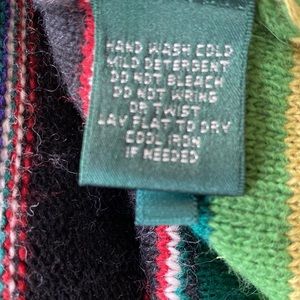 HAND WASH COLD
MILD DETERGENT
DO NOT BLEACH
DO NOT WRING
OR TWIST
LAY FLAT TO DRY
COOL IRON
IF NEEDED